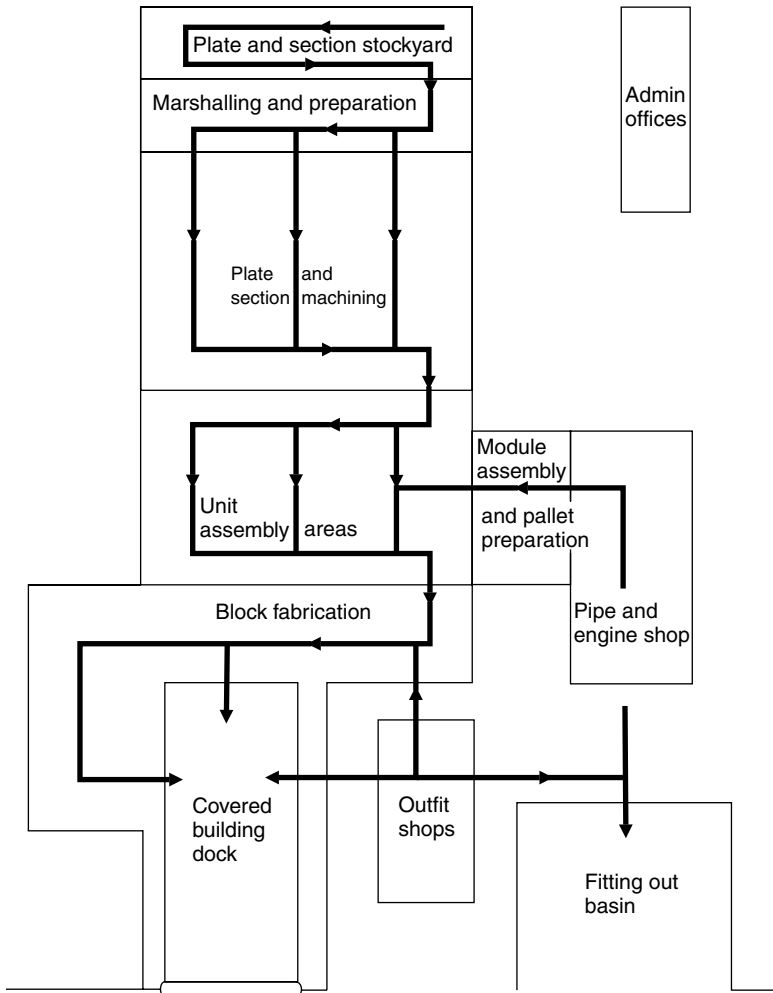 Plate and section stockyard
Marshalling and preparation
Admin
offices
Plate and
section machining
Module
assembly
and pallet
preparation
Unit
assembly areas
Block fabrication
Pipe and
engine shop
Covered
building
dock
Outfit
shops
Fitting out
basin